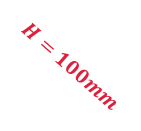 H = 100mm